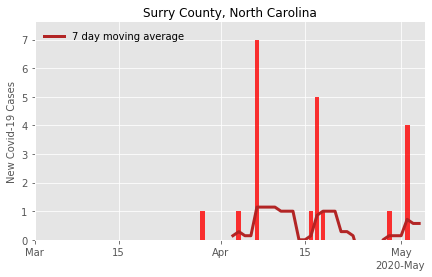 Surry County, North Carolina
7 day moving average
New Covid-19 Cases
7
6
5
4
3
2
1
0
Mar 15 Apr 15 May
2020-May